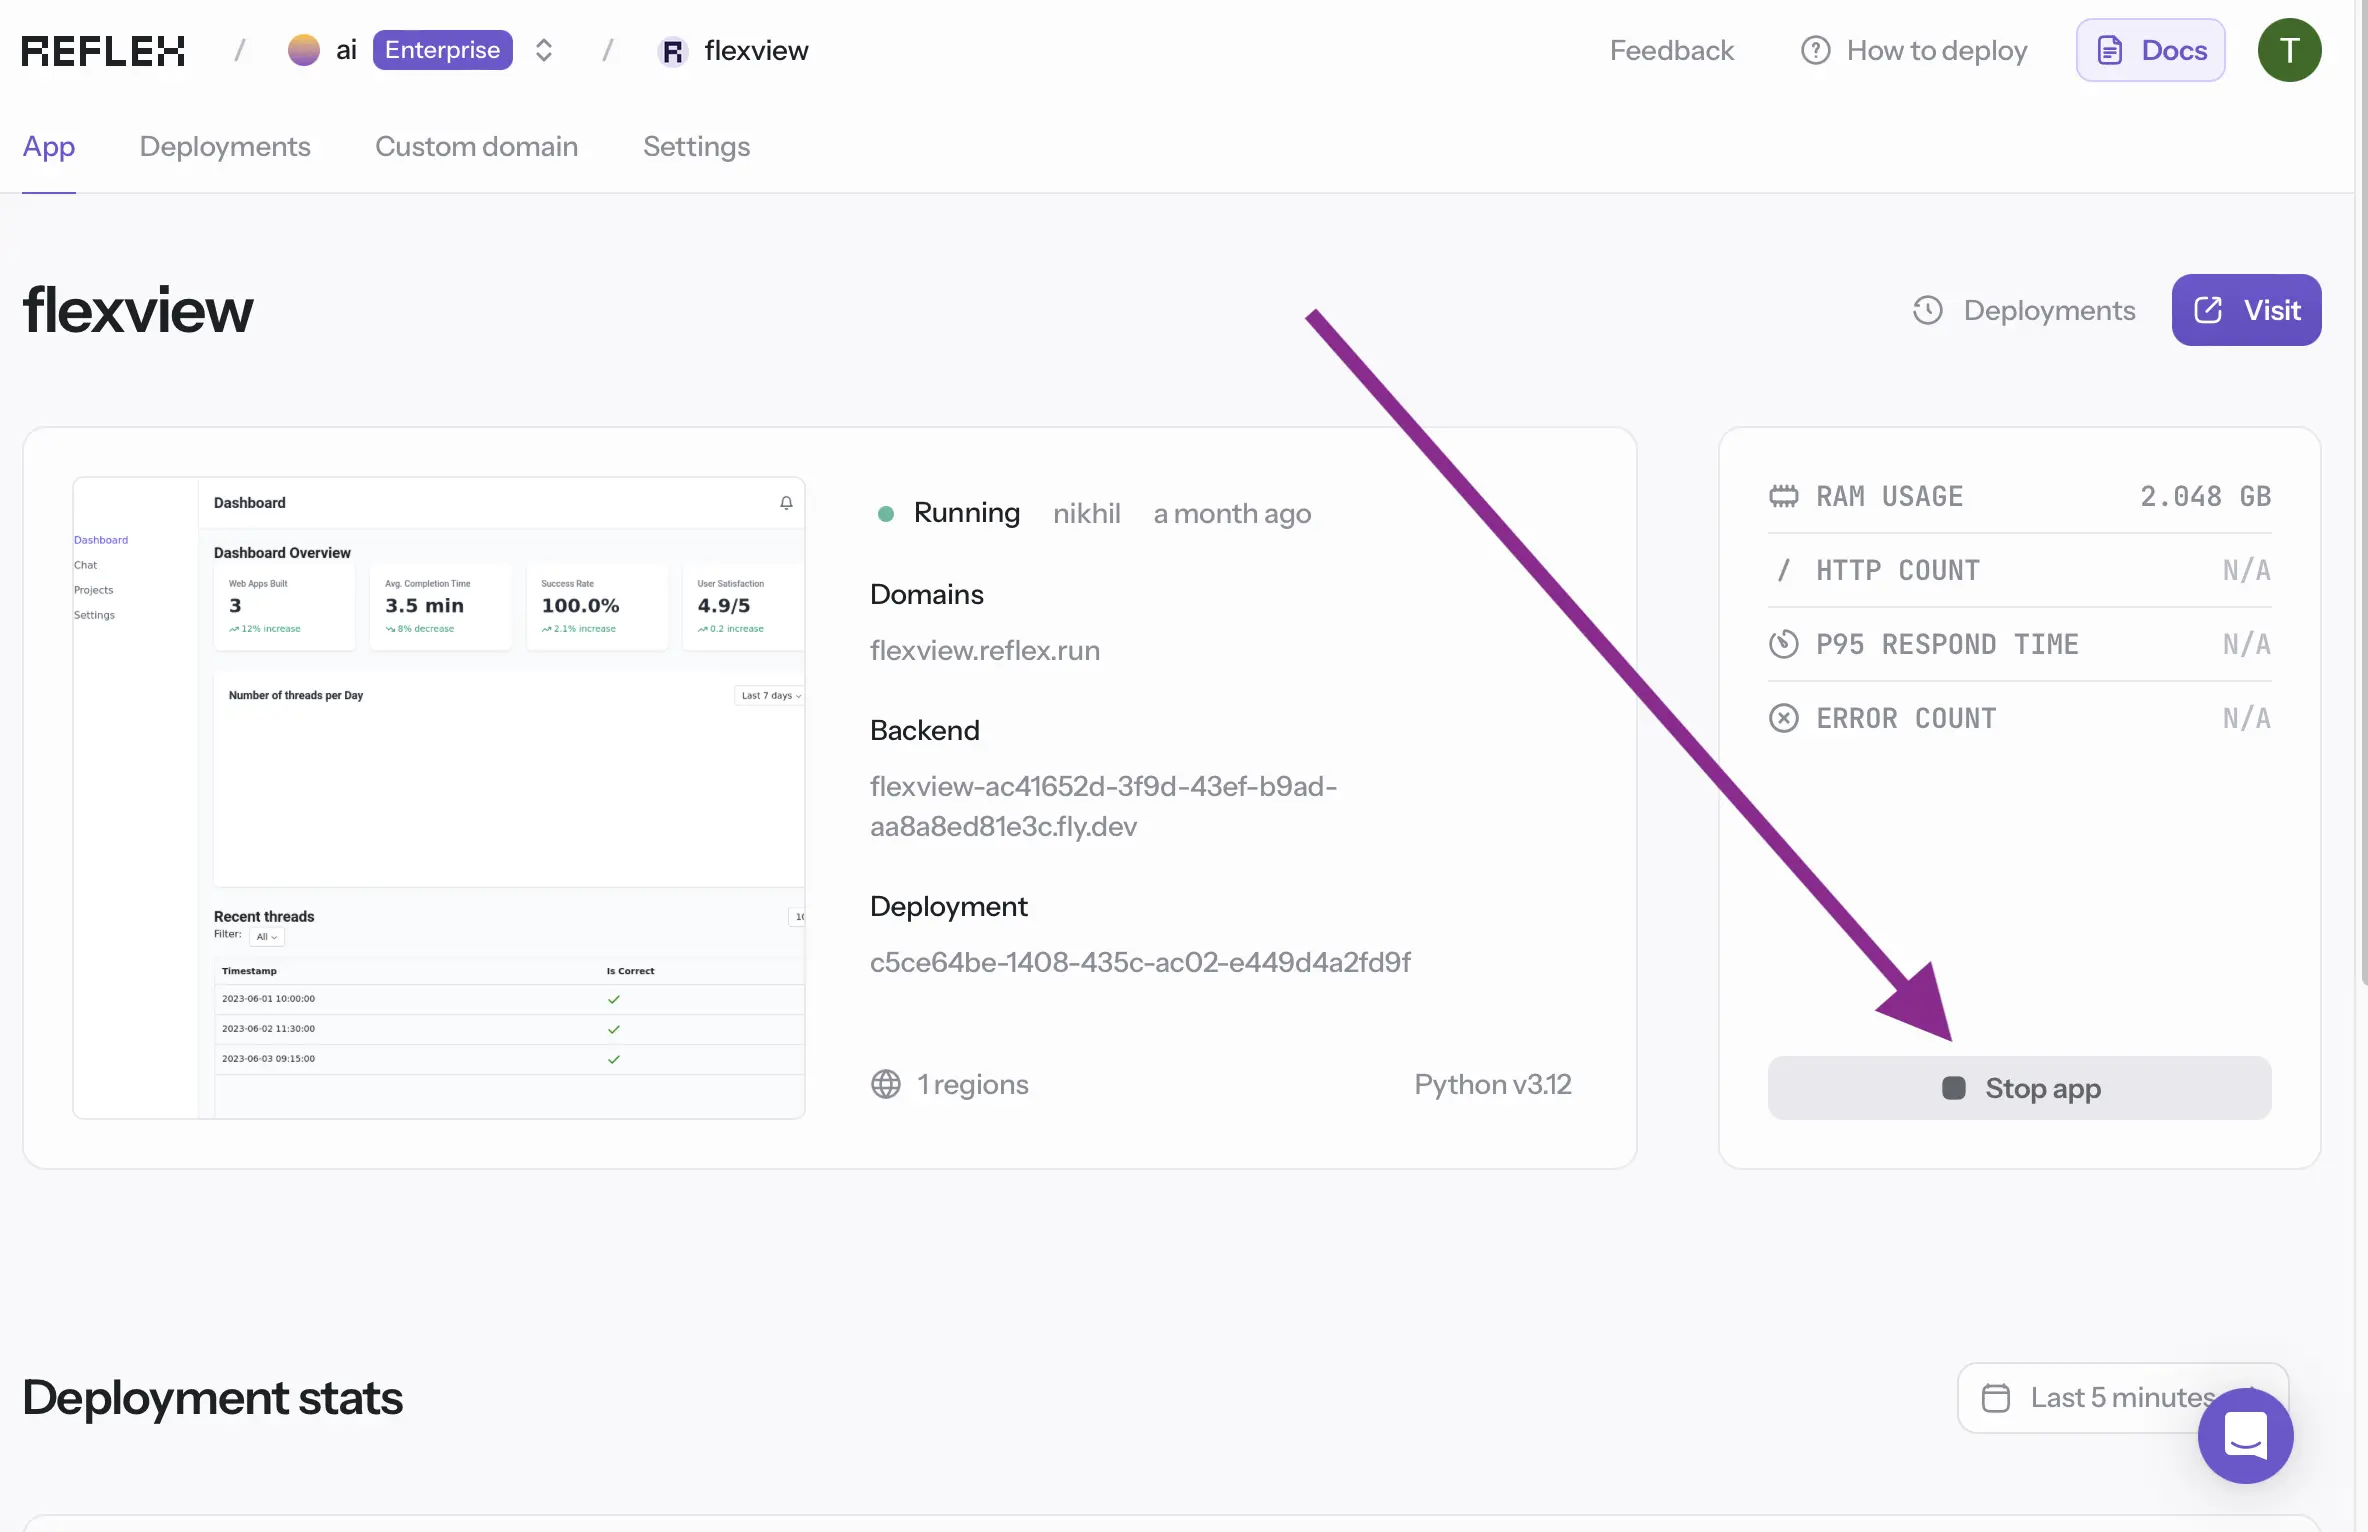 REFLEX / ai Enterprise / flexview Feedback How to deploy Docs T
App Deployments Custom domain Settings
flexview Deployments Visit
Dashboard
Dashboard
Chat
Projects
Settings
Dashboard Overview
Web Apps Built
3
12% increase
Avg. Completion Time
3.5 min
8% decrease
Success Rate
100.0%
2.1% increase
User Satisfaction
4.9/5
0.2 increase
Number of threads per Day Last 7 days
Recent threads 10
Filter: All
Timestamp Is Correct
2023-06-01 10:00:00
2023-06-02 11:30:00
2023-06-03 09:15:00
Running nikhil a month ago
Domains
flexview.reflex.run
Backend
flexview-ac41652d-3f9d-43ef-b9ad-
aa8a8ed81e3c.fly.dev
Deployment
c5ce64be-1408-435c-ac02-e449d4a2fd9f
1 regions Python v3.12
RAM USAGE 2.048 GB
/ HTTP COUNT N/A
P95 RESPOND TIME N/A
ERROR COUNT N/A
Stop app
Deployment stats Last 5 minutes